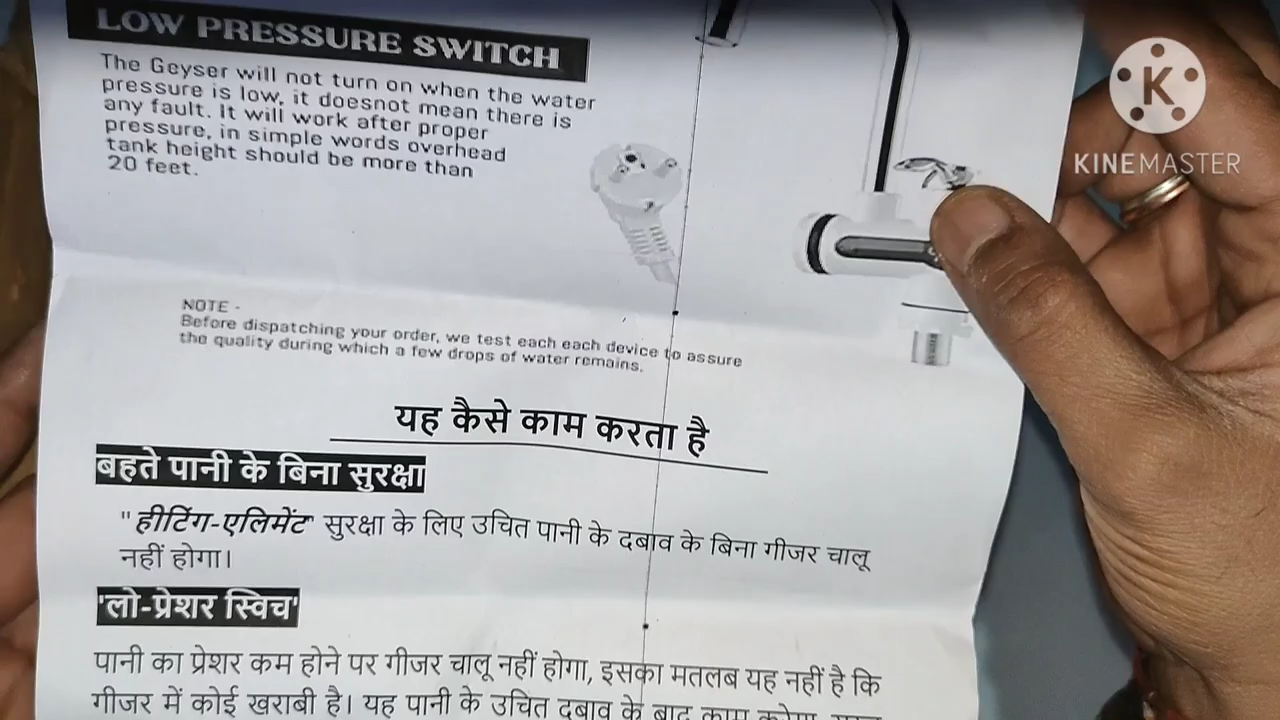 LOW PRESSURE SWITCH
The Geyser will not turn on when the water
pressure is low, it doesnot mean there is
any fault. It will work after proper
pressure, in simple words overhead
tank height should be more than
20 feet.
K
KINEMASTER
NOTE -
Before dispatching your order, we test each each device to assure
the quality during which a few drops of water remains.
यह कैसे काम करता है
बहते पानी के बिना सुरक्षा
"हीटिंग-एलिमेंट" सुरक्षा के लिए उचित पानी के दबाव के बिना गीजर चालू
नहीं होगा।
'लो-प्रेशर स्विच'
पानी का प्रेशर कम होने पर गीजर चालू नहीं होगा, इसका मतलब यह नहीं है कि
गीजर में कोई खराबी है। यह पानी के उचित दबाव के बाद काम करेगा,